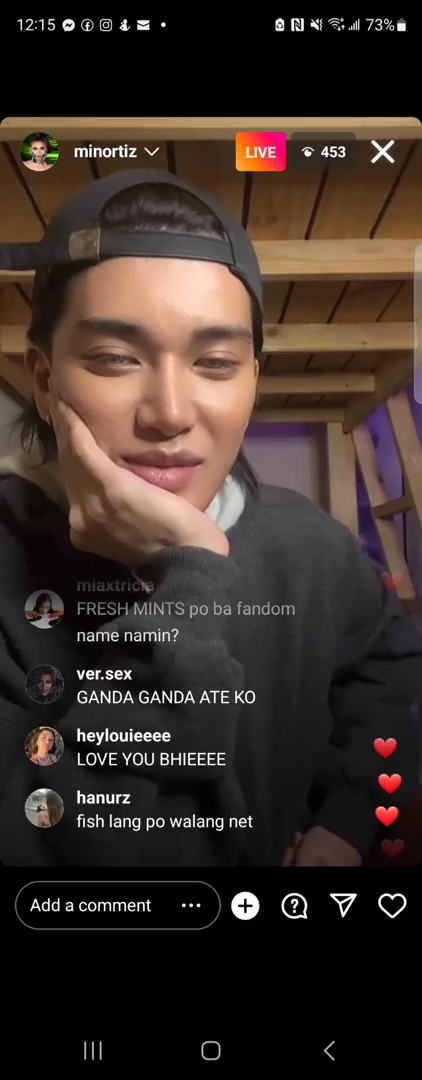 12:15
73%
minortiz
LIVE
453
miaxtricia
FRESH MINTS po ba fandom
name namin?
ver.sex
GANDA GANDA ATE KO
heylouieeee
LOVE YOU BHIEEEE
hanurz
fish lang po walang net
Add a comment